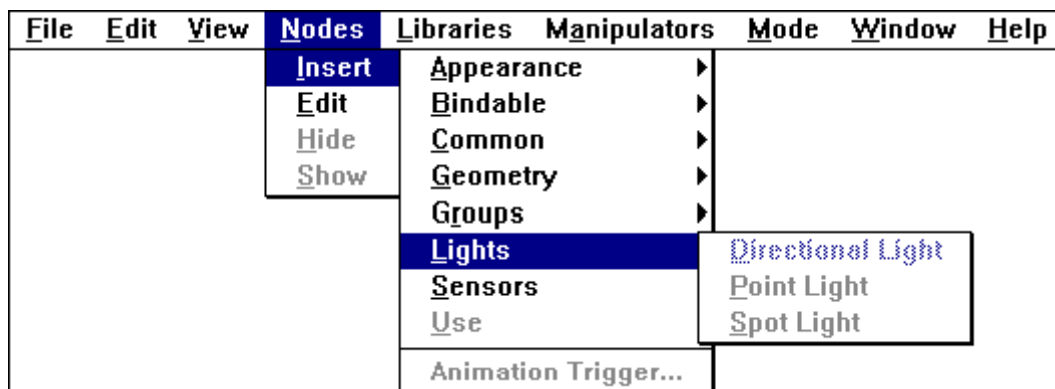 File Edit View Nodes Libraries Manipulators Mode Window Help
Insert
Edit
Hide
Show
Appearance
Bindable
Common
Geometry
Groups
Lights
Sensors
Use
Animation Trigger...
Directional Light
Point Light
Spot Light